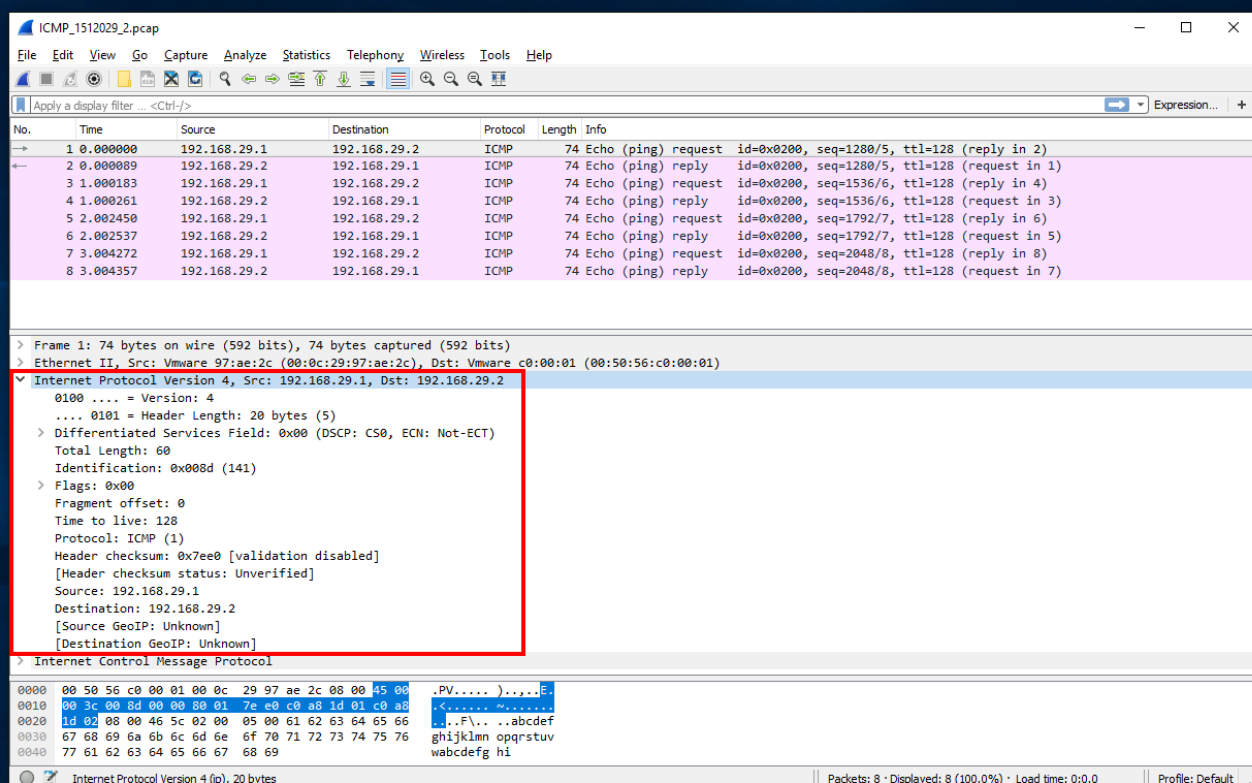 ICMP_1512029_2.pcap
File Edit View Go Capture Analyze Statistics Telephony Wireless Tools Help
Apply a display filter ... <Ctrl-/> Expression... +
No. Time Source Destination Protocol Length Info
1 0.000000 192.168.29.1 192.168.29.2 ICMP 74 Echo (ping) request id=0x0200, seq=1280/5, ttl=128 (reply in 2)
2 0.000089 192.168.29.2 192.168.29.1 ICMP 74 Echo (ping) reply id=0x0200, seq=1280/5, ttl=128 (request in 1)
3 1.000183 192.168.29.1 192.168.29.2 ICMP 74 Echo (ping) request id=0x0200, seq=1536/6, ttl=128 (reply in 4)
4 1.000261 192.168.29.2 192.168.29.1 ICMP 74 Echo (ping) reply id=0x0200, seq=1536/6, ttl=128 (request in 3)
5 2.002450 192.168.29.1 192.168.29.2 ICMP 74 Echo (ping) request id=0x0200, seq=1792/7, ttl=128 (reply in 6)
6 2.002537 192.168.29.2 192.168.29.1 ICMP 74 Echo (ping) reply id=0x0200, seq=1792/7, ttl=128 (request in 5)
7 3.004272 192.168.29.1 192.168.29.2 ICMP 74 Echo (ping) request id=0x0200, seq=2048/8, ttl=128 (reply in 8)
8 3.004357 192.168.29.2 192.168.29.1 ICMP 74 Echo (ping) reply id=0x0200, seq=2048/8, ttl=128 (request in 7)
Frame 1: 74 bytes on wire (592 bits), 74 bytes captured (592 bits)
Ethernet II, Src: Vmware_97:ae:2c (00:0c:29:97:ae:2c), Dst: Vmware_c0:00:01 (00:50:56:c0:00:01)
Internet Protocol Version 4, Src: 192.168.29.1, Dst: 192.168.29.2
0100 .... = Version: 4
.... 0101 = Header Length: 20 bytes (5)
Differentiated Services Field: 0x00 (DSCP: CS0, ECN: Not-ECT)
Total Length: 60
Identification: 0x008d (141)
Flags: 0x00
Fragment offset: 0
Time to live: 128
Protocol: ICMP (1)
Header checksum: 0x7ee0 [validation disabled]
[Header checksum status: Unverified]
Source: 192.168.29.1
Destination: 192.168.29.2
[Source GeoIP: Unknown]
[Destination GeoIP: Unknown]
Internet Control Message Protocol
0000 00 50 56 c0 00 01 00 0c 29 97 ae 2c 08 00 45 00 .PV..... )..,..E.
0010 00 3c 00 8d 00 00 80 01 7e e0 c0 a8 1d 01 c0 a8 .<...... ~.......
0020 1d 02 08 00 46 5c 02 00 05 00 61 62 63 64 65 66 ....F\.. ..abcdef
0030 67 68 69 6a 6b 6c 6d 6e 6f 70 71 72 73 74 75 76 ghijklmn opqrstuv
0040 77 61 62 63 64 65 66 67 68 69 wabcdefg hi
Internet Protocol Version 4 (ip), 20 bytes Packets: 8 · Displayed: 8 (100.0%) · Load time: 0:0.0 Profile: Default